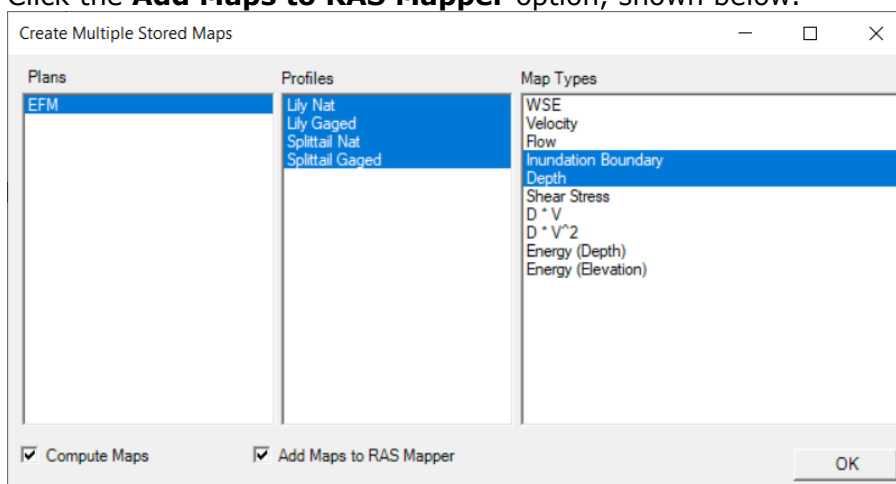 Click the Add Maps to RAS Mapper option, shown below.
Create Multiple Stored Maps
Plans
EFM
Profiles
Lily Nat
Lily Gaged
Splittail Nat
Splittail Gaged
Map Types
WSE
Velocity
Flow
Inundation Boundary
Depth
Shear Stress
D * V
D * V^2
Energy (Depth)
Energy (Elevation)
Compute Maps
Add Maps to RAS Mapper
OK